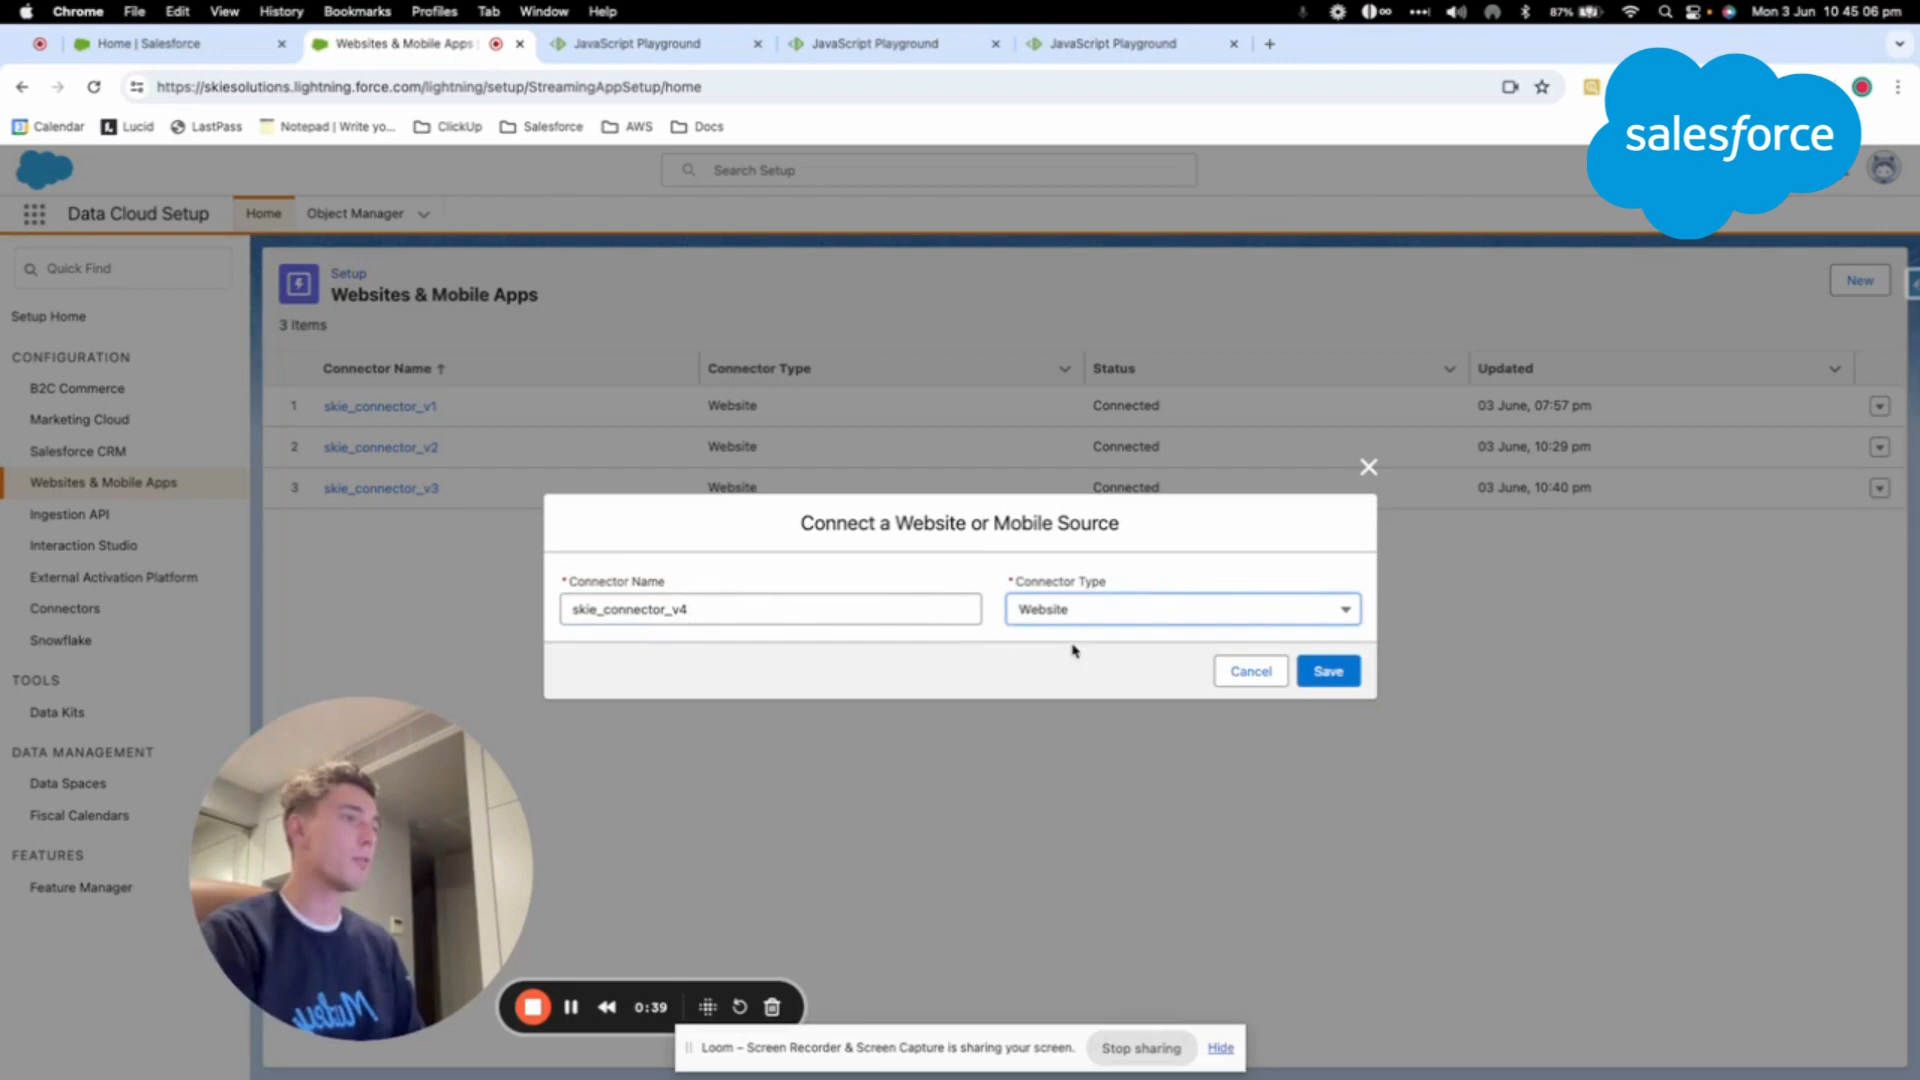 Chrome File Edit View History Bookmarks Profiles Tab Window Help 87% Mon 3 Jun 10 45 06 pm
Home | Salesforce Websites & Mobile Apps JavaScript Playground JavaScript Playground JavaScript Playground
https://skiesolutions.lightning.force.com/lightning/setup/StreamingAppSetup/home
Calendar Lucid LastPass Notepad | Write yo... ClickUp Salesforce AWS Docs
salesforce
Search Setup
Data Cloud Setup Home Object Manager
Quick Find
Setup Home
CONFIGURATION
B2C Commerce
Marketing Cloud
Salesforce CRM
Websites & Mobile Apps
Ingestion API
Interaction Studio
External Activation Platform
Connectors
Snowflake
TOOLS
Data Kits
DATA MANAGEMENT
Data Spaces
Fiscal Calendars
FEATURES
Feature Manager
Setup
Websites & Mobile Apps
New
3 Items
Connector Name ↑ Connector Type Status Updated
1 skie_connector_v1 Website Connected 03 June, 07:57 pm
2 skie_connector_v2 Website Connected 03 June, 10:29 pm
3 skie_connector_v3 Website Connected 03 June, 10:40 pm
Connect a Website or Mobile Source
* Connector Name * Connector Type
skie_connector_v4 Website
Cancel Save
0:39
Loom – Screen Recorder & Screen Capture is sharing your screen. Stop sharing Hide